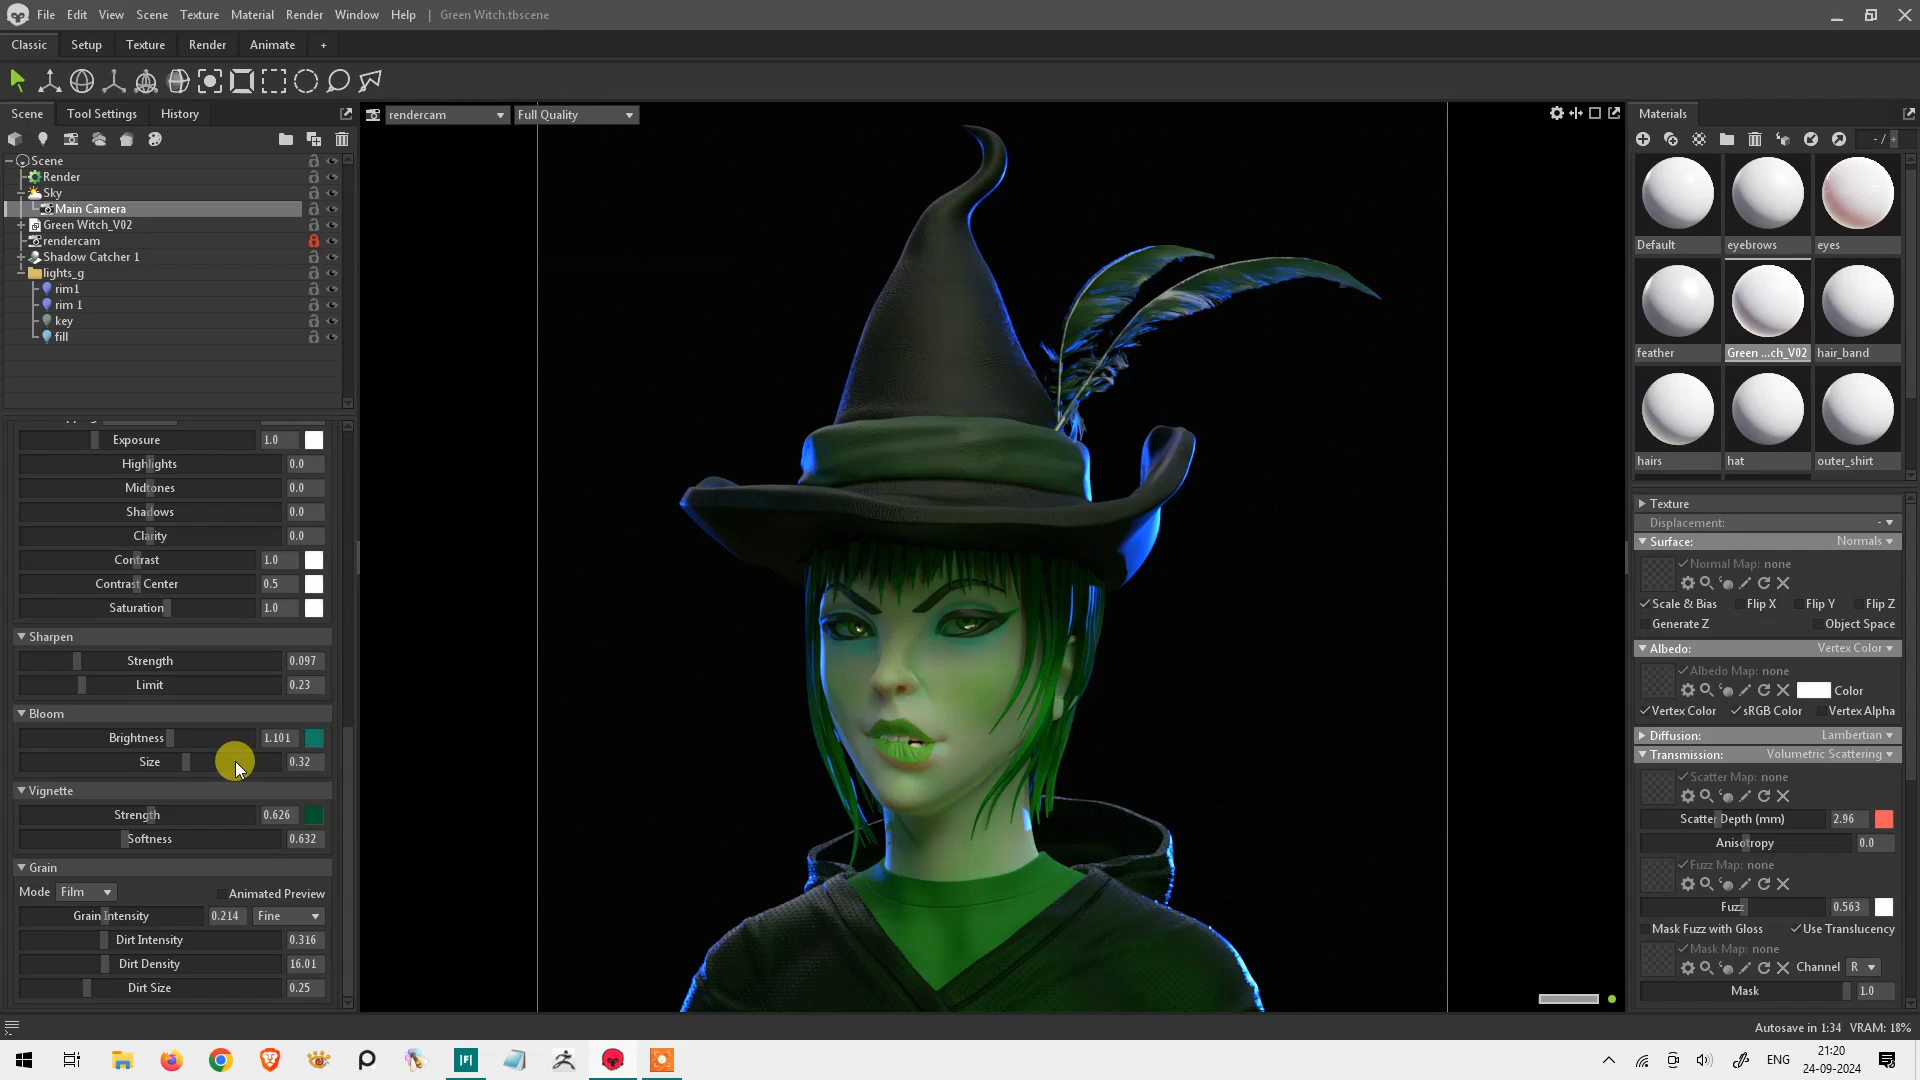 File Edit View Scene Texture Material Render Window Help | Green Witch.tbscene
Classic Setup Texture Render Animate +
Scene Tool Settings History
Scene
Render
Sky
Main Camera
Green Witch_V02
rendercam
Shadow Catcher 1
lights_g
rim1
rim 1
key
fill
Exposure 1.0
Highlights 0.0
Midtones 0.0
Shadows 0.0
Clarity 0.0
Contrast 1.0
Contrast Center 0.5
Saturation 1.0
Sharpen
Strength 0.097
Limit 0.23
Bloom
Brightness 1.101
Size 0.32
Vignette
Strength 0.626
Softness 0.632
Grain
Mode Film Animated Preview
Grain Intensity 0.214 Fine
Dirt Intensity 0.316
Dirt Density 16.01
Dirt Size 0.25
rendercam Full Quality
Materials
- / +
Default eyebrows eyes
feather Green ...ch_V02 hair_band
hairs hat outer_shirt
Texture
Displacement: -
Surface: Normals
Normal Map: none
Scale & Bias Flip X Flip Y Flip Z
Generate Z Object Space
Albedo: Vertex Color
Albedo Map: none
Color
Vertex Color sRGB Color Vertex Alpha
Diffusion: Lambertian
Transmission: Volumetric Scattering
Scatter Map: none
Scatter Depth (mm) 2.96
Anisotropy 0.0
Fuzz Map: none
Fuzz 0.563
Mask Fuzz with Gloss Use Translucency
Mask Map: none
Channel R
Mask 1.0
Autosave in 1:34 VRAM: 18%
ENG
21:20
24-09-2024